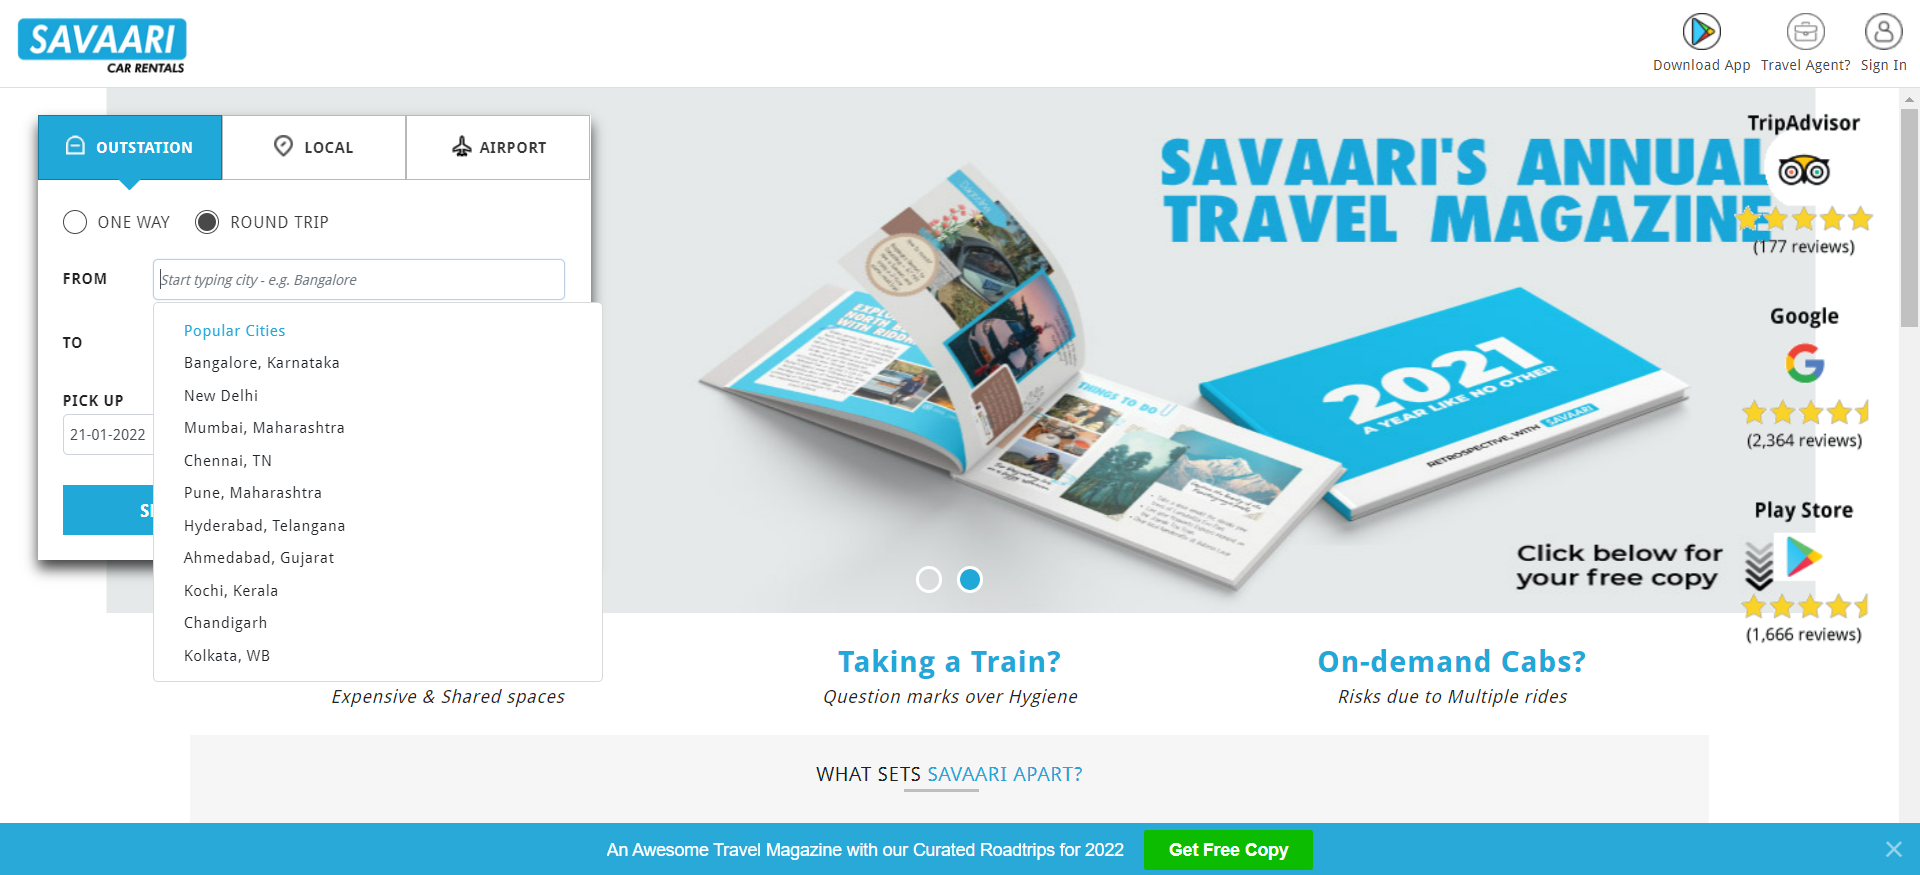 SAVAARI
CAR RENTALS
Download App
Travel Agent?
Sign In
OUTSTATION
LOCAL
AIRPORT
ONE WAY
ROUND TRIP
FROM
Start typing city - e.g. Bangalore
TO
PICK UP
21-01-2022
Popular Cities
Bangalore, Karnataka
New Delhi
Mumbai, Maharashtra
Chennai, TN
Pune, Maharashtra
Hyderabad, Telangana
Ahmedabad, Gujarat
Kochi, Kerala
Chandigarh
Kolkata, WB
SAVAARI'S ANNUAL
TRAVEL MAGAZINE
THINGS TO DO
2021
A YEAR LIKE NO OTHER
RETROSPECTIVE, WITH SAVAARI
Click below for
your free copy
TripAdvisor
(177 reviews)
Google
(2,364 reviews)
Play Store
(1,666 reviews)
Expensive & Shared spaces
Taking a Train?
Question marks over Hygiene
On-demand Cabs?
Risks due to Multiple rides
WHAT SETS SAVAARI APART?
An Awesome Travel Magazine with our Curated Roadtrips for 2022
Get Free Copy